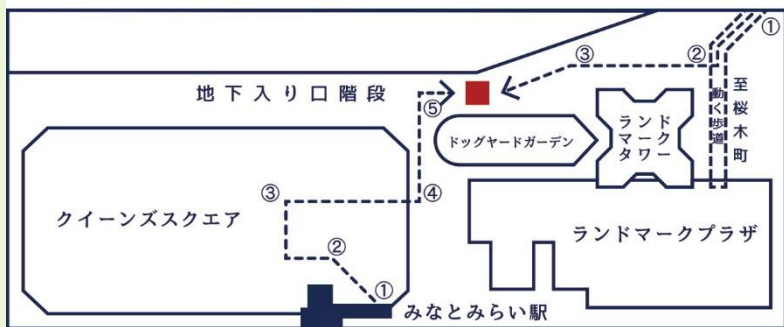 ①
②
③
至桜木町
動く歩道
地下入り口階段
⑤
ランド
マーク
タワー
ドッグヤードガーデン
③
④
クイーンズスクエア
②
ランドマークプラザ
①
みなとみらい駅